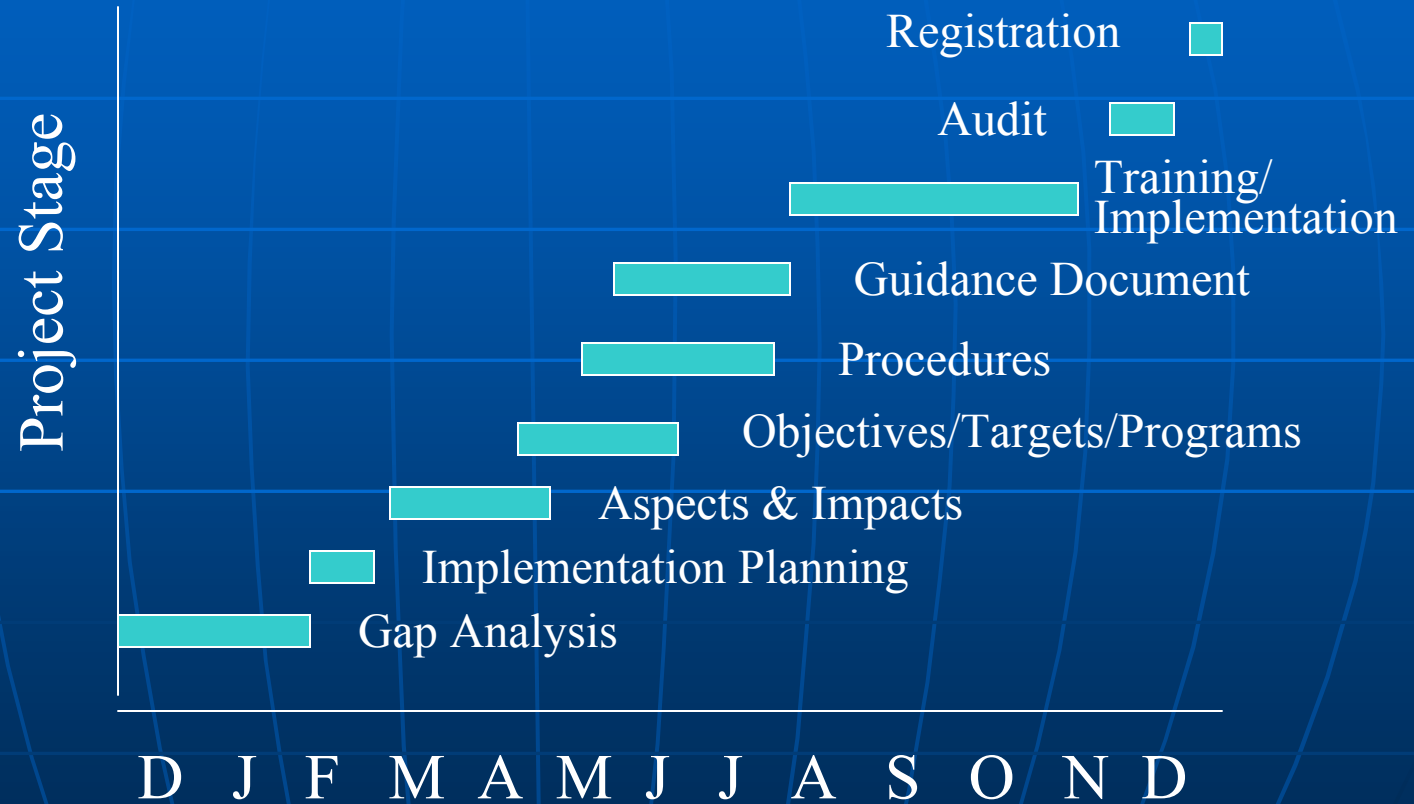 Project Stage
Registration
Audit
Training/
Implementation
Guidance Document
Procedures
Objectives/Targets/Programs
Aspects & Impacts
Implementation Planning
Gap Analysis
D J F M A M J J A S O N D